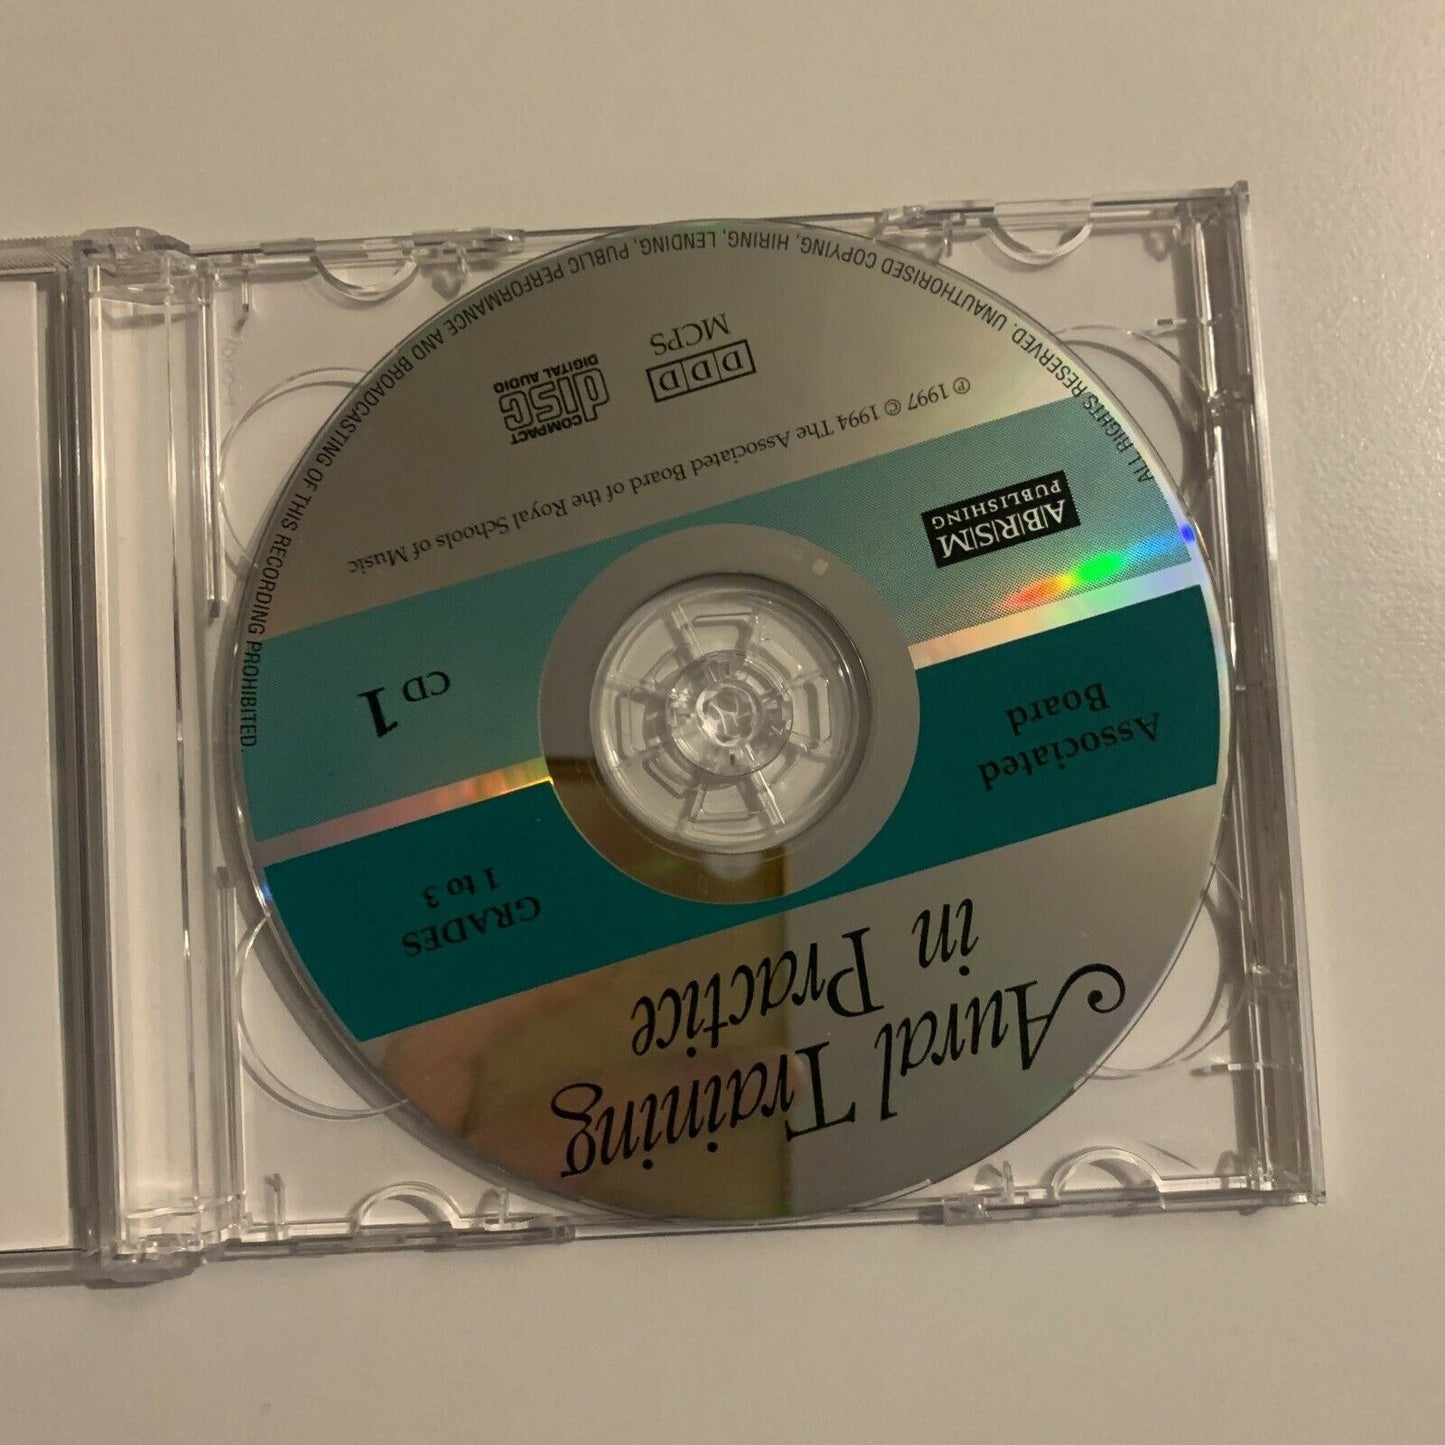 Aural Training
in Practice
Associated
Board
GRADES
1 to 3
ABRSM
PUBLISHING
CD 1
℗ 1997 © 1994 The Associated Board of the Royal Schools of Music
DDD
MCPS
COMPACT
disc
DIGITAL AUDIO
ALL RIGHTS RESERVED. UNAUTHORISED COPYING, HIRING, LENDING, PUBLIC PERFORMANCE AND BROADCASTING OF THIS RECORDING PROHIBITED.